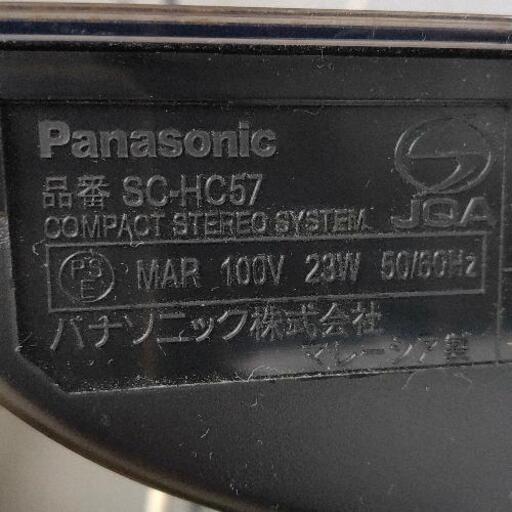 Panasonic
品番 SC-HC57
COMPACT STEREO SYSTEM
JQA
PSE MAR 100V 23W 50/60Hz
パナソニック株式会社
マレーシア製